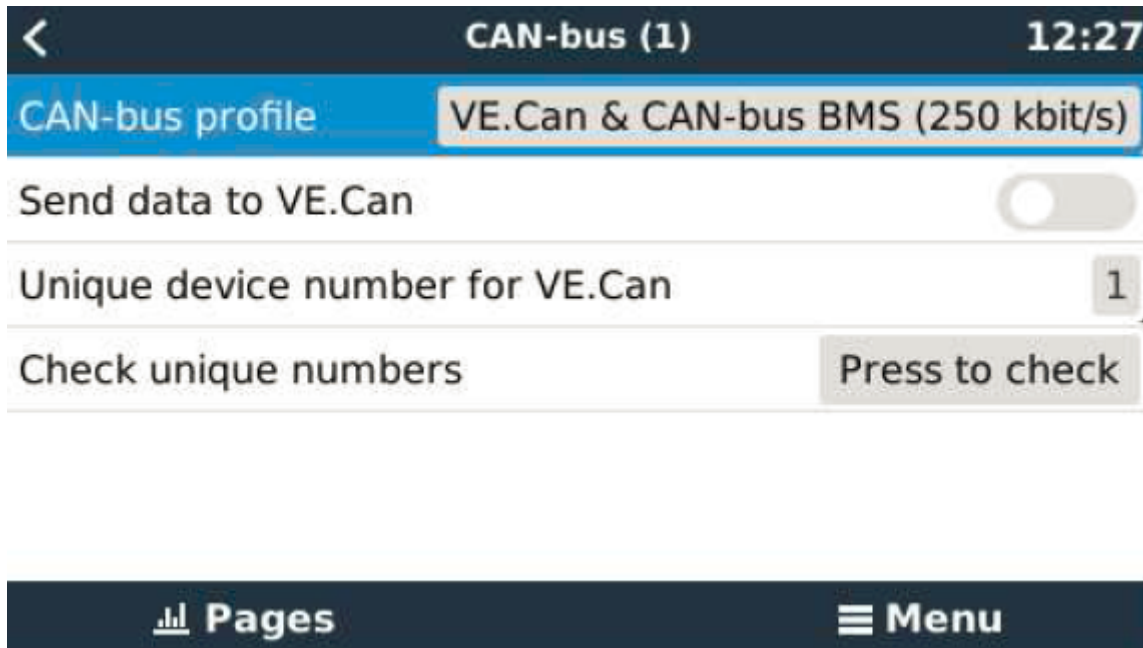 CAN-bus (1) 12:27
CAN-bus profile VE.Can & CAN-bus BMS (250 kbit/s)
Send data to VE.Can
Unique device number for VE.Can 1
Check unique numbers Press to check
Pages Menu